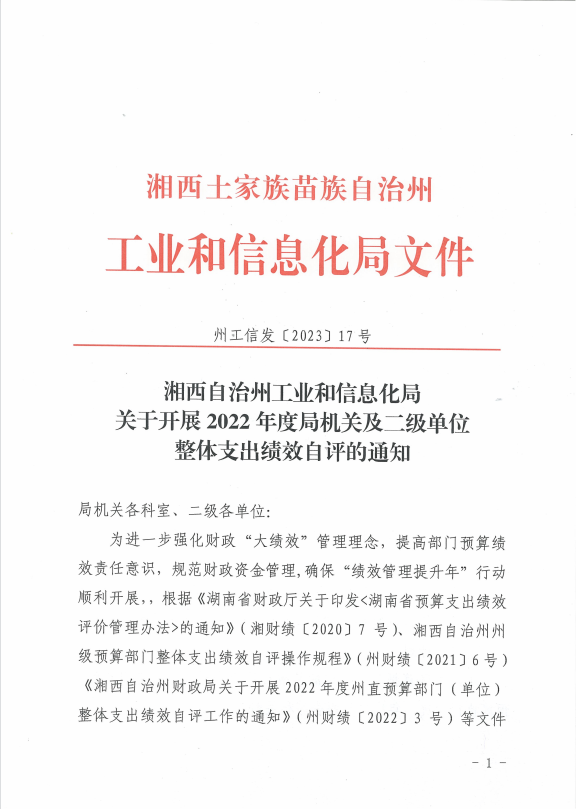 湘西土家族苗族自治州
工业和信息化局文件
州工信发〔2023〕17号
湘西自治州工业和信息化局
关于开展 2022 年度局机关及二级单位
整体支出绩效自评的通知
局机关各科室、二级各单位：
为进一步强化财政“大绩效”管理理念，提高部门预算绩
效责任意识，规范财政资金管理,确保“绩效管理提升年”行动
顺利开展，，根据《湖南省财政厅关于印发<湖南省预算支出绩效
评价管理办法>的通知》（湘财绩〔2020〕7 号）、湘西自治州州
级预算部门整体支出绩效自评操作规程》（州财绩〔2021〕6号）
《湘西自治州财政局关于开展 2022 年度州直预算部门（单位）
整体支出绩效自评工作的通知》（州财绩〔2022〕3 号）等文件
- 1 -